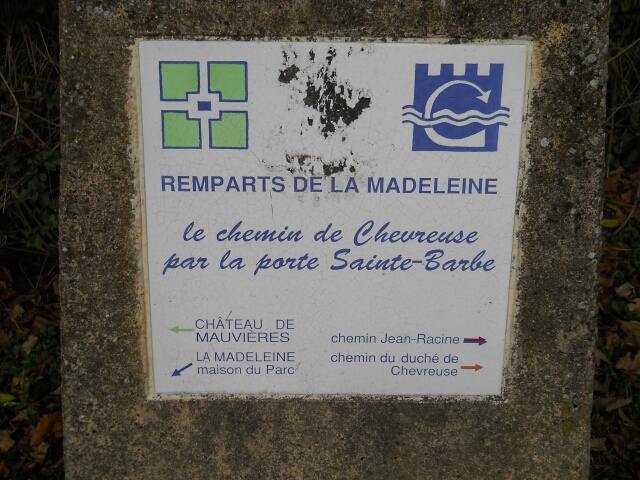 REMPARTS DE LA MADELEINE
le chemin de Chevreuse
par la porte Sainte-Barbe
CHÂTEAU DE
MAUVIÈRES
LA MADELEINE
maison du Parc
chemin Jean-Racine
chemin du duché de
Chevreuse